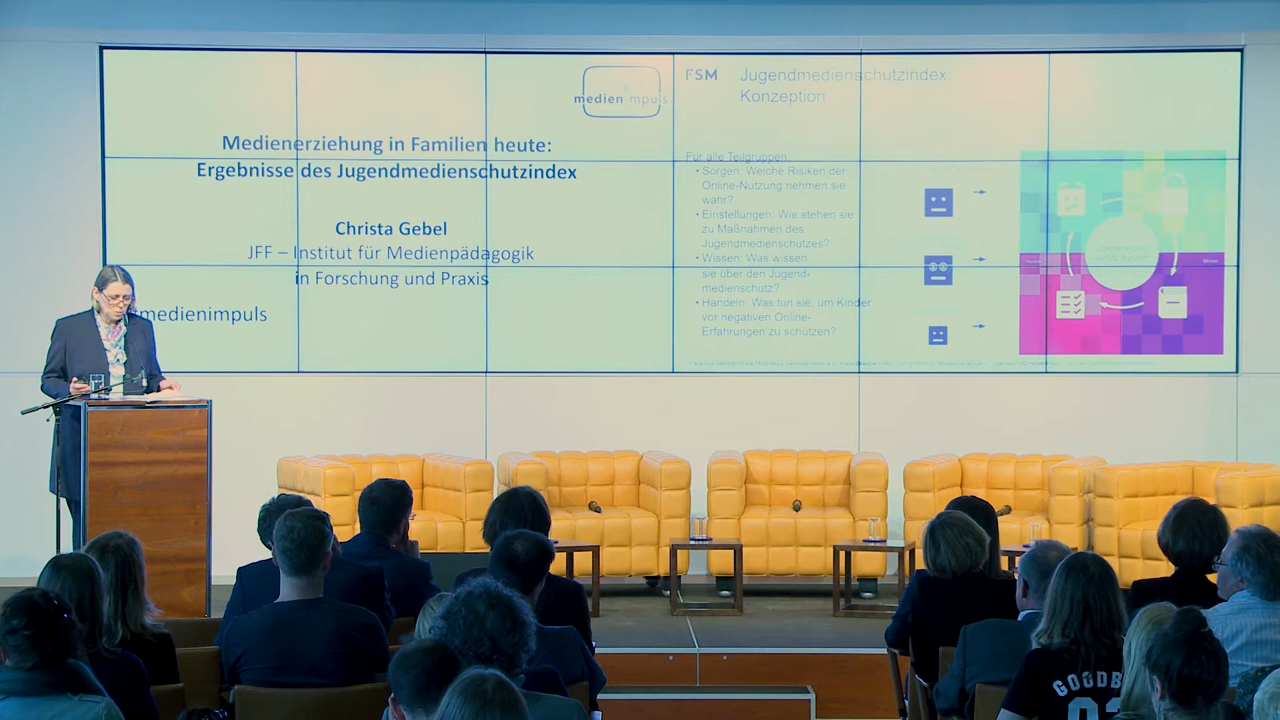 medien mpuls
Medienerziehung in Familien heute:
Ergebnisse des Jugendmedienschutzindex
Christa Gebel
JFF – Institut für Medienpädagogik
in Forschung und Praxis
medienimpuls
FSM
Jugendmedienschutzindex:
Konzeption
Für alle Teilgruppen:
• Sorgen: Welche Risiken der
Online-Nutzung nehmen sie
wahr?
• Einstellungen: Wie stehen sie
zu Maßnahmen des
Jugendmedienschutzes?
• Wissen: Was wissen
sie über den Jugend-
medienschutz?
• Handeln: Was tun sie, um Kinder
vor negativen Online-
Erfahrungen zu schützen?
Wissen
GOODB